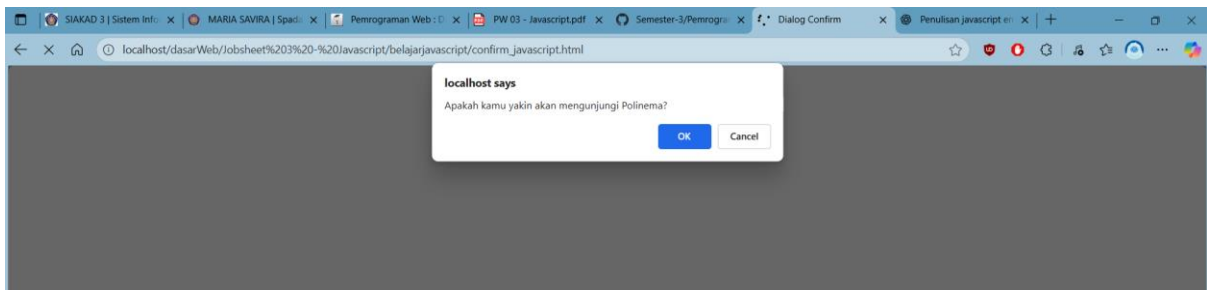 SIAKAD 3 | Sistem Info
MARIA SAVIRA | Spada
Pemrograman Web : D
PW 03 - Javascript.pdf
Semester-3/Pemrogra
Dialog Confirm
Penulisan javascript en
localhost/dasarWeb/Jobsheet%203%20-%20Javascript/belajarjavascript/confirm_javascript.html
localhost says
Apakah kamu yakin akan mengunjungi Polinema?
OK
Cancel